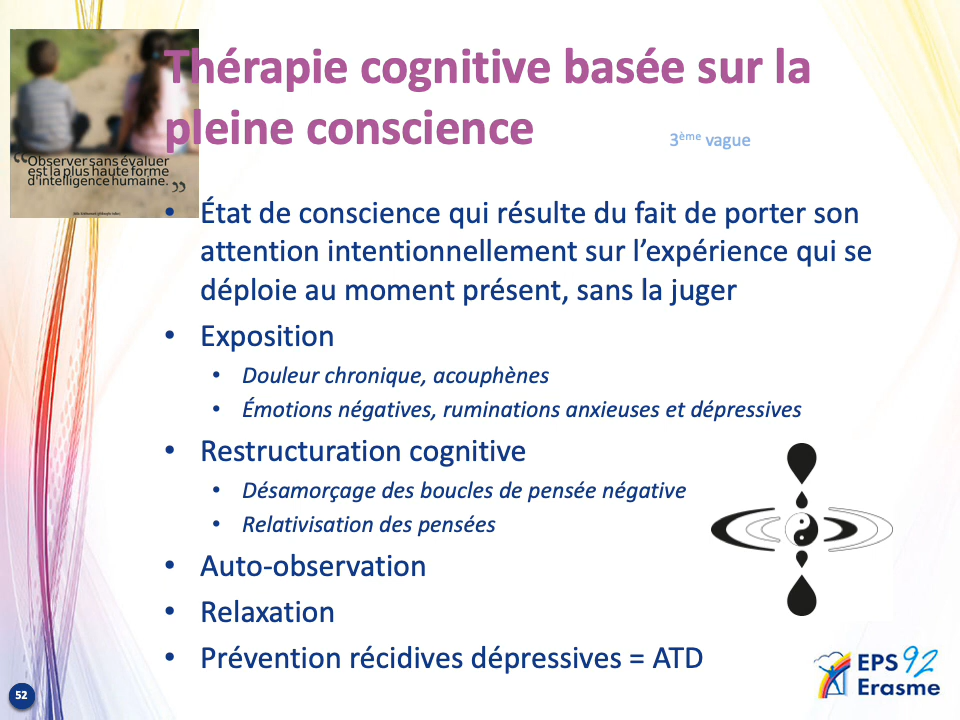 Thérapie cognitive basée sur la
pleine conscience
3ème vague
“Observer sans évaluer
est la plus haute forme
d'intelligence humaine.”
• État de conscience qui résulte du fait de porter son
attention intentionnellement sur l’expérience qui se
déploie au moment présent, sans la juger
• Exposition
• Douleur chronique, acouphènes
• Émotions négatives, ruminations anxieuses et dépressives
• Restructuration cognitive
• Désamorçage des boucles de pensée négative
• Relativisation des pensées
• Auto-observation
• Relaxation
• Prévention récidives dépressives = ATD
EPS 92
Erasme
52